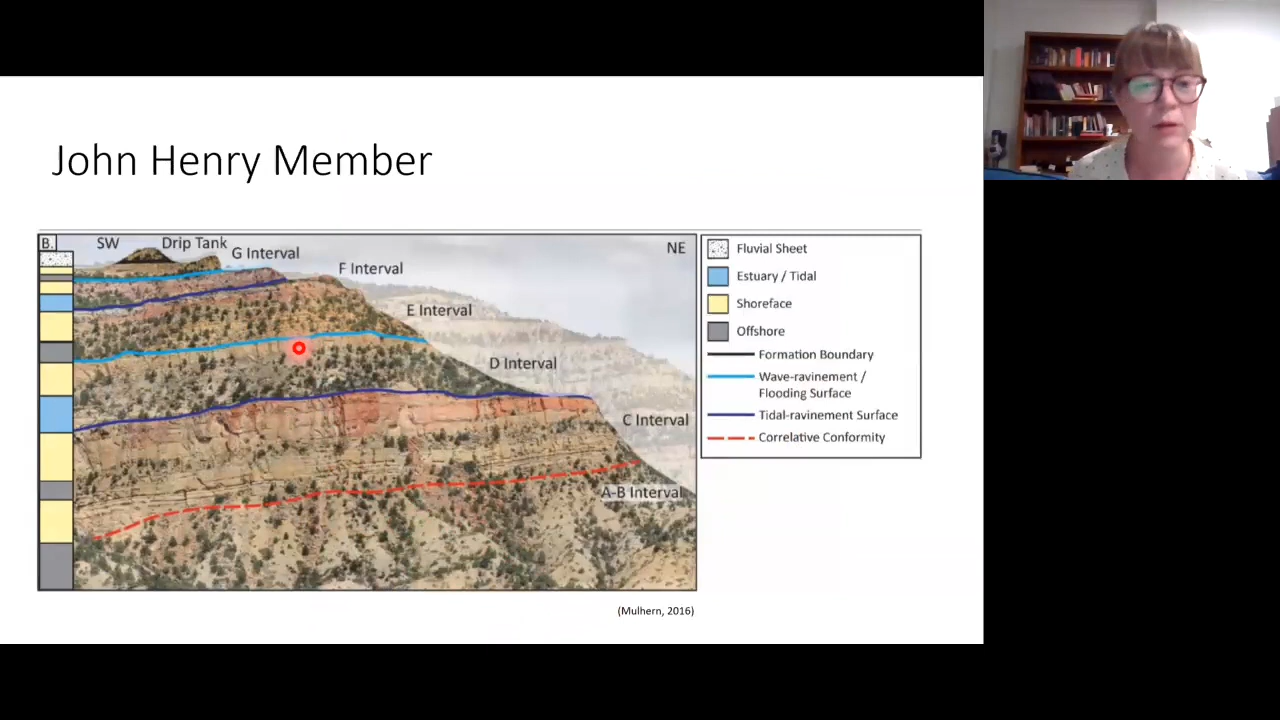 John Henry Member
B.
SW
Drip Tank
G Interval
NE
F Interval
E Interval
D Interval
C Interval
A-B Interval
Fluvial Sheet
Estuary / Tidal
Shoreface
Offshore
Formation Boundary
Wave-ravinement /
Flooding Surface
Tidal-ravinement Surface
Correlative Conformity
(Mulhern, 2016)